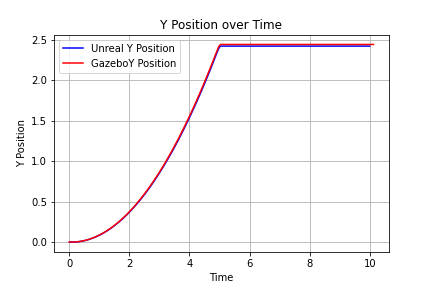 Y Position over Time
Unreal Y Position
GazeboY Position
Y Position
2.5
2.0
1.5
1.0
0.5
0.0
0 2 4 6 8 10
Time